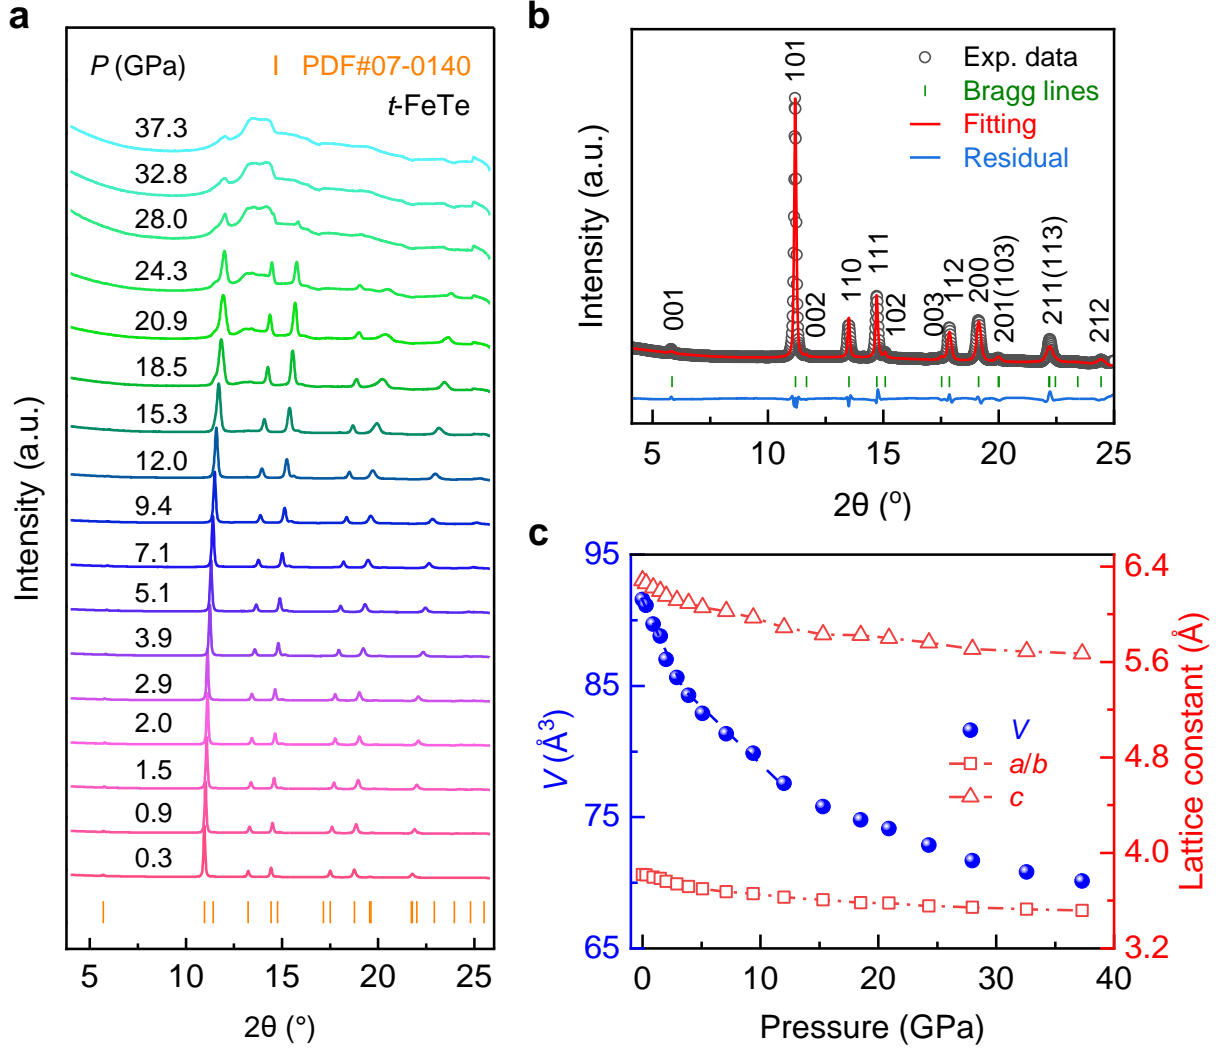 a
P (GPa)
PDF#07-0140
t-FeTe
37.3
32.8
28.0
24.3
20.9
18.5
15.3
12.0
9.4
7.1
5.1
3.9
2.9
2.0
1.5
0.9
0.3
Intensity (a.u.)
5 10 15 20 25
2θ (°)
b
Exp. data
Bragg lines
Fitting
Residual
001
101
002
110
111
102
003
112
200
201(103)
211(113)
212
Intensity (a.u.)
5 10 15 20 25
2θ (°)
c
95
85
75
65
V (Å³)
6.4
5.6
4.8
4.0
3.2
Lattice constant (Å)
V
a/b
c
0 10 20 30 40
Pressure (GPa)